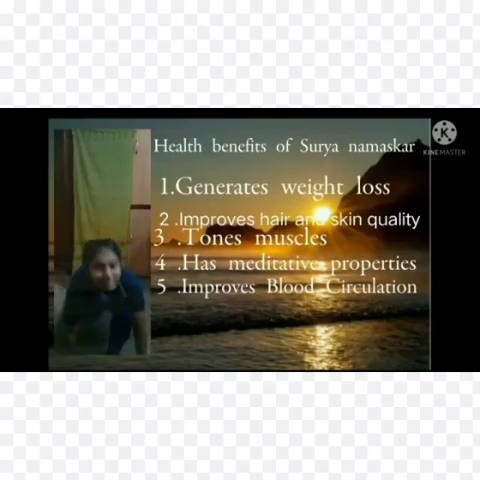 Health benefits of Surya namaskar
KINEMASTER
1.Generates weight loss
2 .Improves hair and skin quality
3 .Tones muscles
4 .Has meditative properties
5 .Improves Blood Circulation